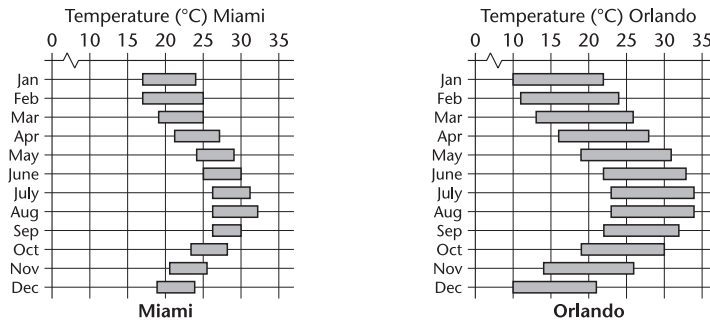 Temperature (°C) Miami
0 10 15 20 25 30 35
Jan
Feb
Mar
Apr
May
June
July
Aug
Sep
Oct
Nov
Dec
Miami
Temperature (°C) Orlando
0 10 15 20 25 30 35
Jan
Feb
Mar
Apr
May
June
July
Aug
Sep
Oct
Nov
Dec
Orlando